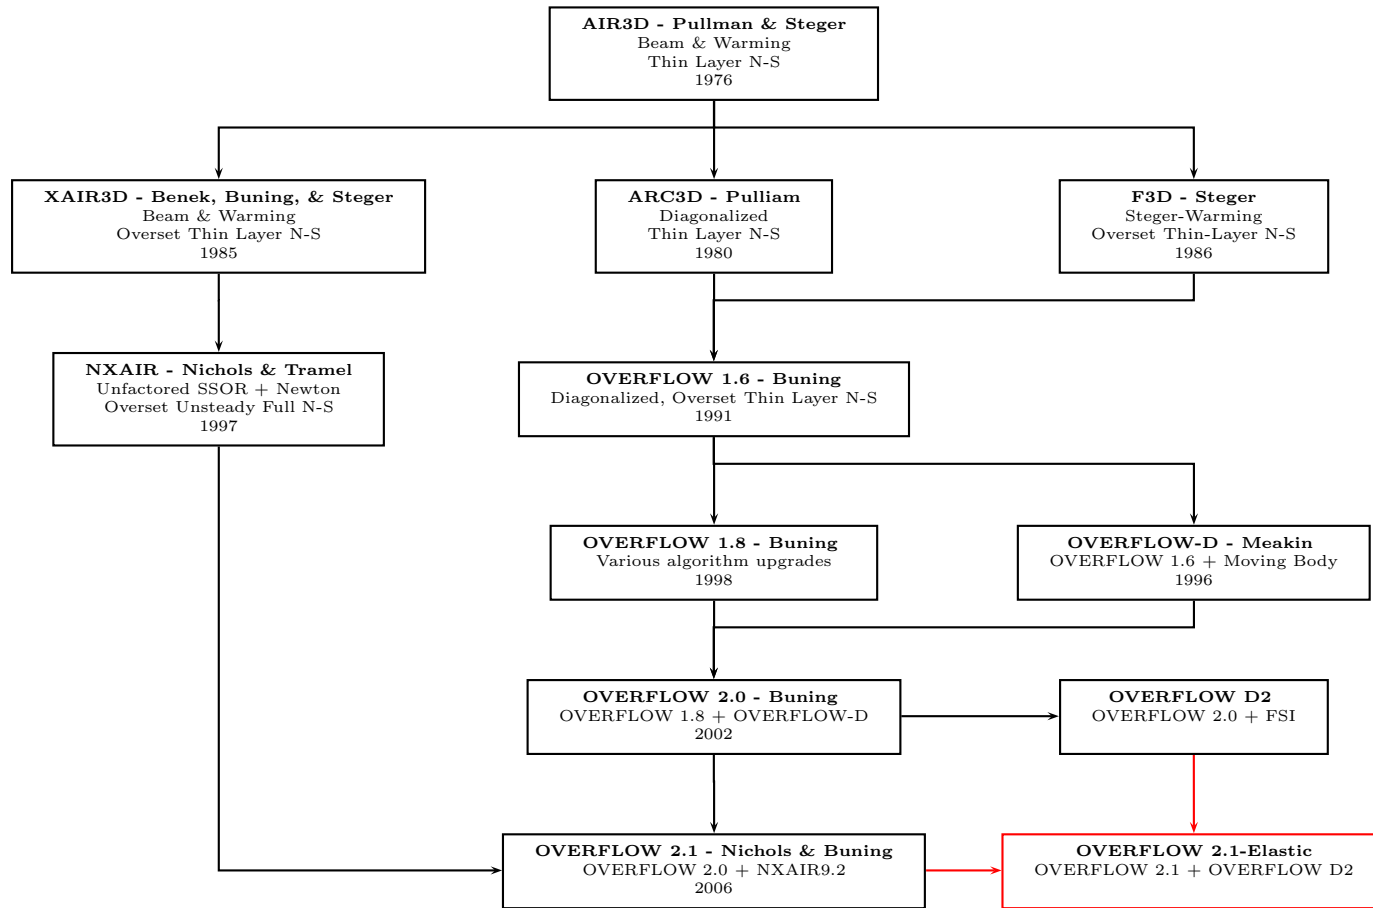 AIR3D - Pullman & Steger
Beam & Warming
Thin Layer N-S
1976
XAIR3D - Benek, Buning, & Steger
Beam & Warming
Overset Thin Layer N-S
1985
ARC3D - Pulliam
Diagonalized
Thin Layer N-S
1980
F3D - Steger
Steger-Warming
Overset Thin-Layer N-S
1986
NXAIR - Nichols & Tramel
Unfactored SSOR + Newton
Overset Unsteady Full N-S
1997
OVERFLOW 1.6 - Buning
Diagonalized, Overset Thin Layer N-S
1991
OVERFLOW 1.8 - Buning
Various algorithm upgrades
1998
OVERFLOW-D - Meakin
OVERFLOW 1.6 + Moving Body
1996
OVERFLOW 2.0 - Buning
OVERFLOW 1.8 + OVERFLOW-D
2002
OVERFLOW D2
OVERFLOW 2.0 + FSI
OVERFLOW 2.1 - Nichols & Buning
OVERFLOW 2.0 + NXAIR9.2
2006
OVERFLOW 2.1-Elastic
OVERFLOW 2.1 + OVERFLOW D2